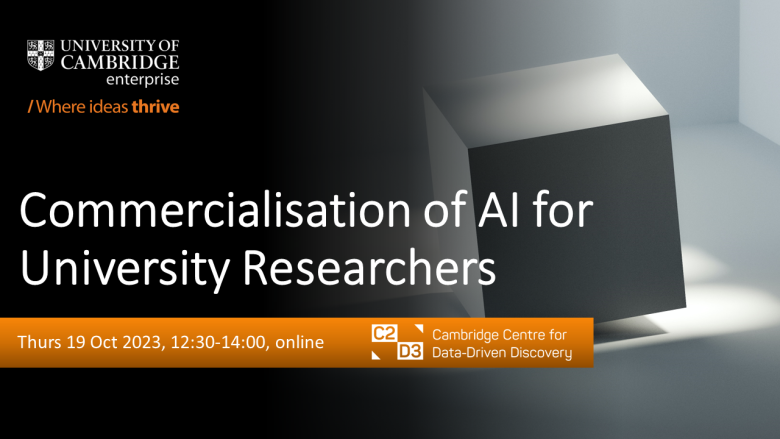 UNIVERSITY OF
CAMBRIDGE
enterprise
/ Where ideas thrive
Commercialisation of AI for
University Researchers
Thurs 19 Oct 2023, 12:30-14:00, online
C2
D3
Cambridge Centre for
Data-Driven Discovery